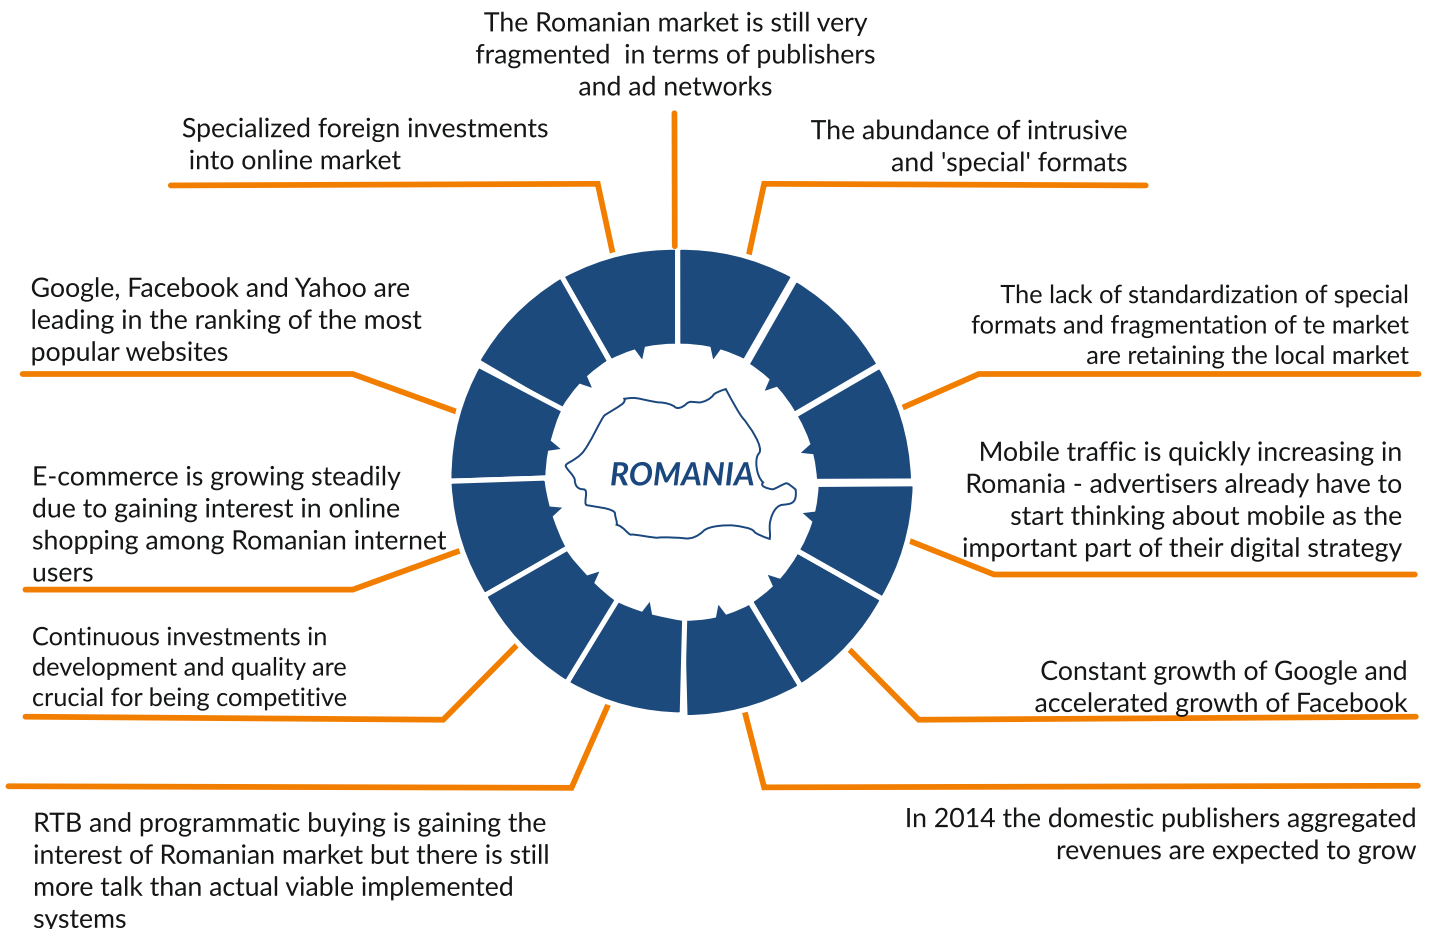 The Romanian market is still very
fragmented in terms of publishers
and ad networks
Specialized foreign investments
into online market
The abundance of intrusive
and 'special' formats
Google, Facebook and Yahoo are
leading in the ranking of the most
popular websites
The lack of standardization of special
formats and fragmentation of te market
are retaining the local market
E-commerce is growing steadily
due to gaining interest in online
shopping among Romanian internet
users
ROMANIA
Mobile traffic is quickly increasing in
Romania - advertisers already have to
start thinking about mobile as the
important part of their digital strategy
Continuous investments in
development and quality are
crucial for being competitive
Constant growth of Google and
accelerated growth of Facebook
RTB and programmatic buying is gaining the
interest of Romanian market but there is still
more talk than actual viable implemented
systems
In 2014 the domestic publishers aggregated
revenues are expected to grow